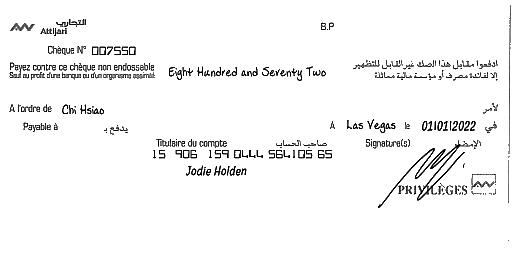 التجاري
Attijari
B.P
Chèque N° 007550
Payez contre ce chèque non endossable
Sauf au profit d'une banque ou d'un organisme assimilé
Eight Hundred and Seventy Two
ادفعوا مقابل هذا الصك غير القابل للتظهير
إلا لفائدة مصرف أو مؤسسة مالية مماثلة
A l'ordre de Chi Hsiao لأمر
Payable à يدفع بـ
A Las Vegas le 01/01/2022 في
Titulaire du compte صاحب الحساب Signature(s) الإمضاء
15 906 159 0444 564105 65
Jodie Holden
PRIVILÈGES